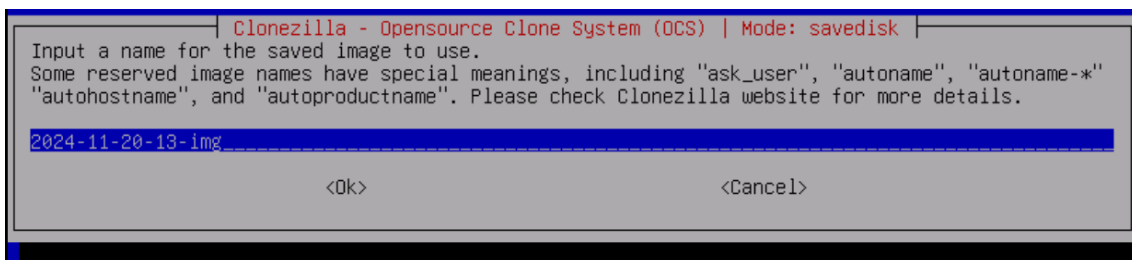 Clonezilla - Opensource Clone System (OCS) | Mode: savedisk
Input a name for the saved image to use.
Some reserved image names have special meanings, including "ask_user", "autoname", "autoname-*"
"autohostname", and "autoproductname". Please check Clonezilla website for more details.
2024-11-20-13-img
<Ok> <Cancel>